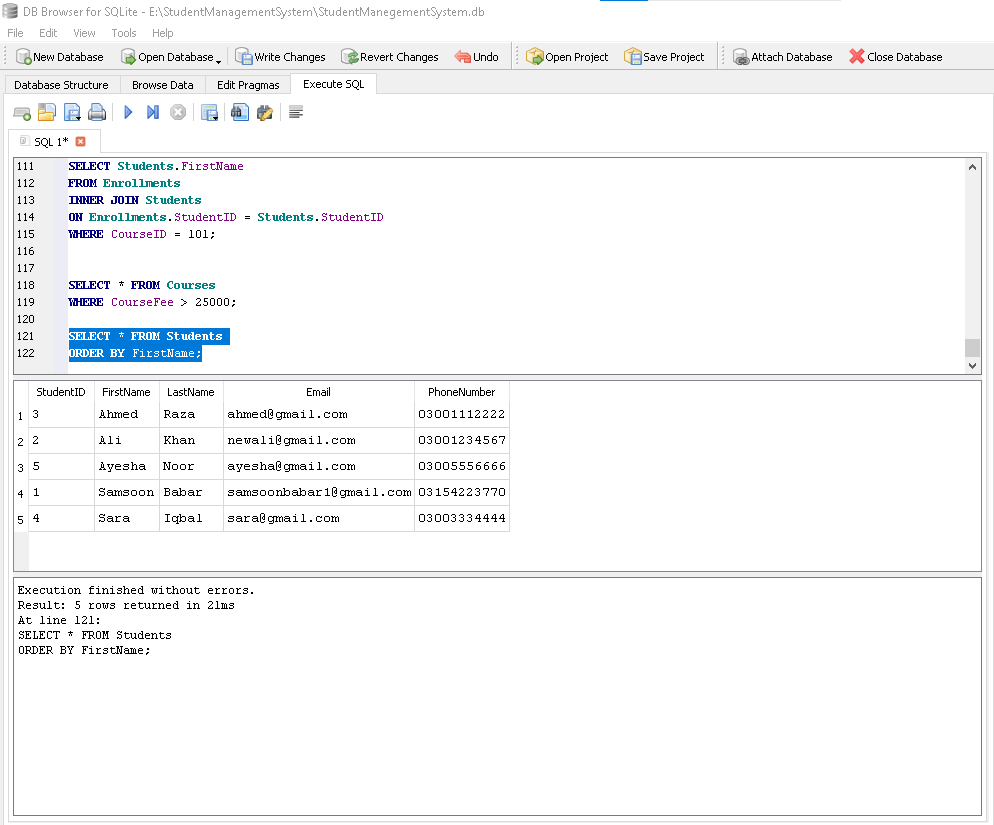 DB Browser for SQLite - E:\StudentManagementSystem\StudentManegementSystem.db
File Edit View Tools Help
New Database Open Database Write Changes Revert Changes Undo Open Project Save Project Attach Database Close Database
Database Structure Browse Data Edit Pragmas Execute SQL
SQL 1*
111 SELECT Students.FirstName
112 FROM Enrollments
113 INNER JOIN Students
114 ON Enrollments.StudentID = Students.StudentID
115 WHERE CourseID = 101;
116
117
118 SELECT * FROM Courses
119 WHERE CourseFee > 25000;
120
121 SELECT * FROM Students
122 ORDER BY FirstName;
StudentID FirstName LastName Email PhoneNumber
1 3 Ahmed Raza ahmed@gmail.com 03001112222
2 2 Ali Khan newali@gmail.com 03001234567
3 5 Ayesha Noor ayesha@gmail.com 03005556666
4 1 Samsoon Babar samsoonbabar1@gmail.com 03154223770
5 4 Sara Iqbal sara@gmail.com 03003334444
Execution finished without errors.
Result: 5 rows returned in 21ms
At line 121:
SELECT * FROM Students
ORDER BY FirstName;